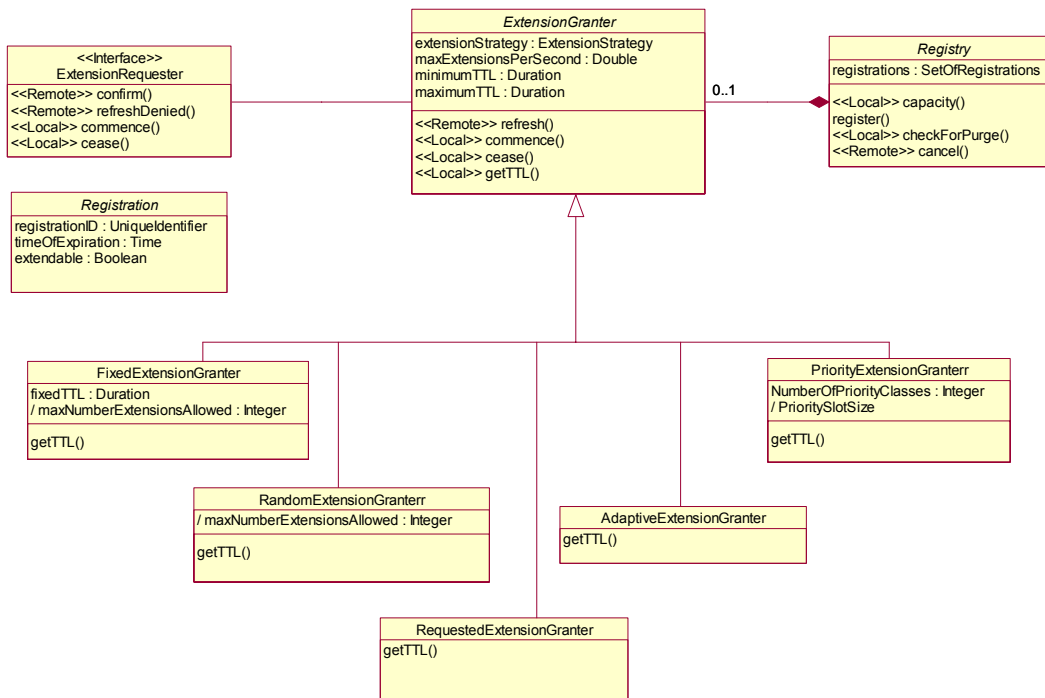 <<Interface>>
ExtensionRequester
<<Remote>> confirm()
<<Remote>> refreshDenied()
<<Local>> commence()
<<Local>> cease()
ExtensionGranter
extensionStrategy : ExtensionStrategy
maxExtensionsPerSecond : Double
minimumTTL : Duration
maximumTTL : Duration
<<Remote>> refresh()
<<Local>> commence()
<<Local>> cease()
<<Local>> getTTL()
0..1
Registry
registrations : SetOfRegistrations
<<Local>> capacity()
register()
<<Local>> checkForPurge()
<<Remote>> cancel()
Registration
registrationID : UniqueIdentifier
timeOfExpiration : Time
extendable : Boolean
FixedExtensionGranter
fixedTTL : Duration
/ maxNumberExtensionsAllowed : Integer
getTTL()
PriorityExtensionGranterr
NumberOfPriorityClasses : Integer
/ PrioritySlotSize
getTTL()
RandomExtensionGranterr
/ maxNumberExtensionsAllowed : Integer
getTTL()
AdaptiveExtensionGranter
getTTL()
RequestedExtensionGranter
getTTL()